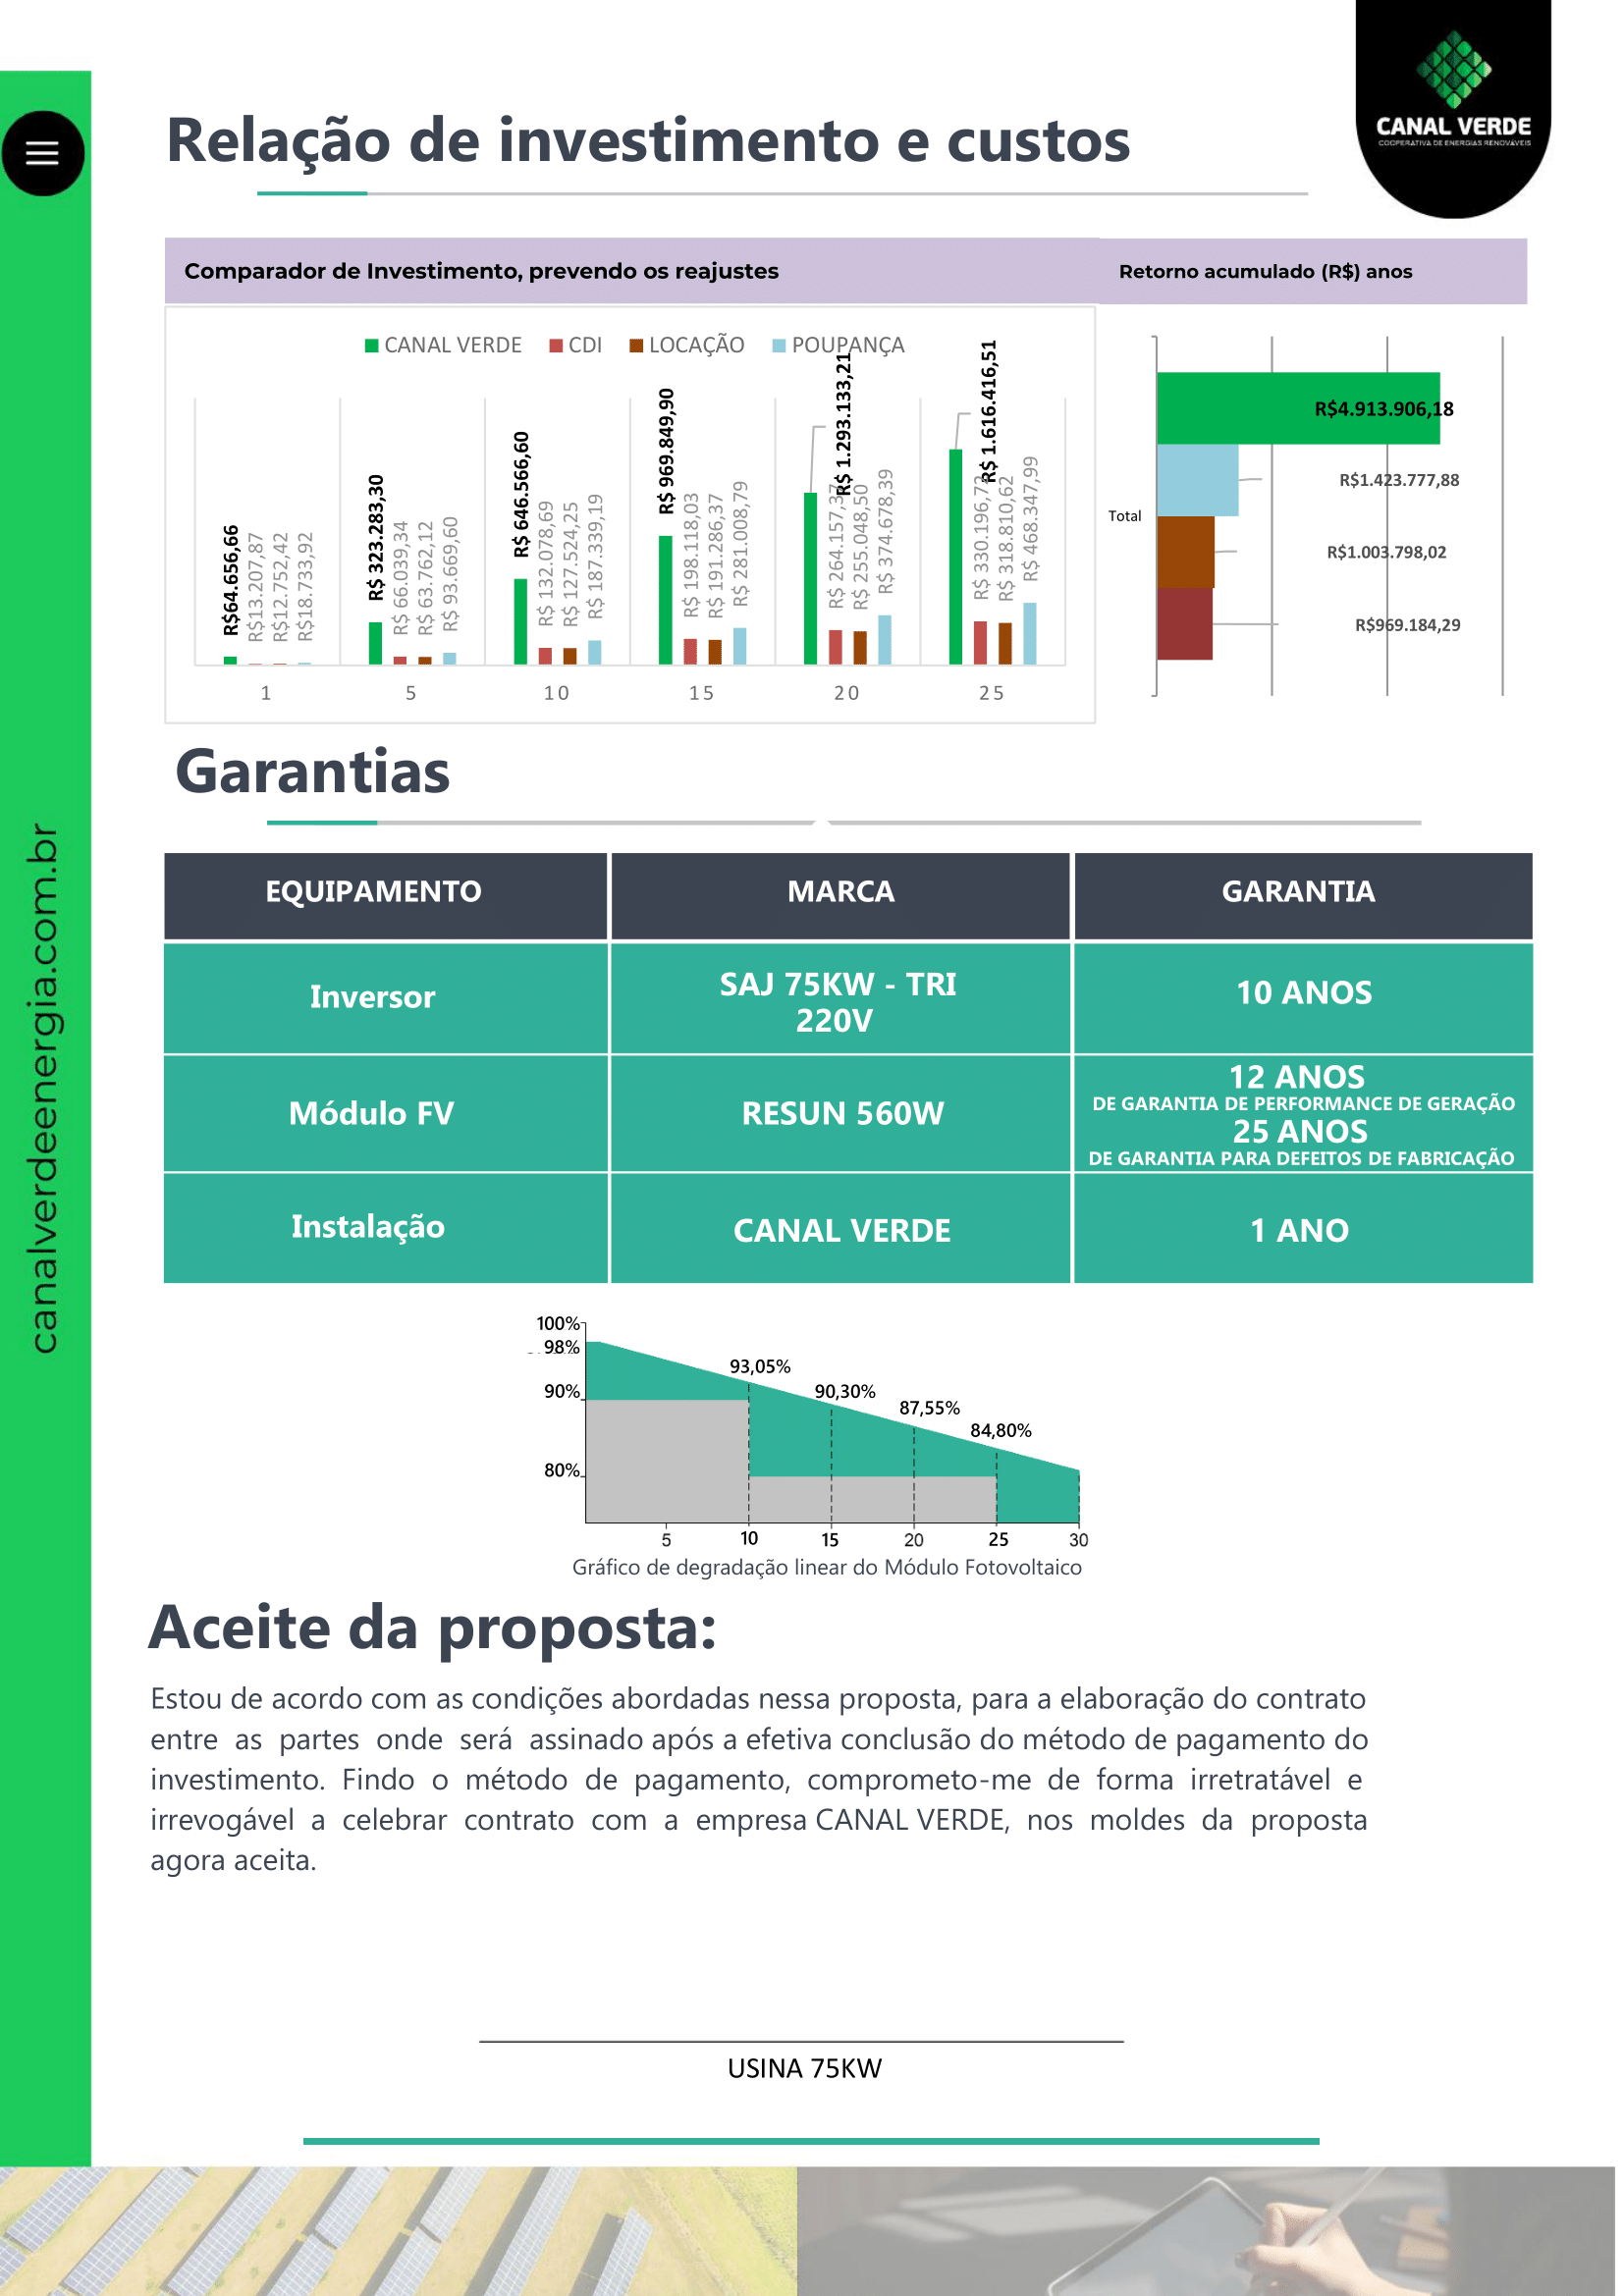 CANAL VERDE
COOPERATIVA DE ENERGIAS RENOVÁVEIS
Relação de investimento e custos
Comparador de Investimento, prevendo os reajustes
Retorno acumulado (R$) anos
CANAL VERDE CDI LOCAÇÃO POUPANÇA
R$64.656,66
R$13.207,87
R$12.752,42
R$18.733,92
R$ 323.283,30
R$ 66.039,34
R$ 63.762,12
R$ 93.669,60
R$ 646.566,60
R$ 132.078,69
R$ 127.524,25
R$ 187.339,19
R$ 969.849,90
R$ 198.118,03
R$ 191.286,37
R$ 281.008,79
R$ 1.293.133,21
R$ 264.157,37
R$ 255.048,50
R$ 374.678,39
R$ 1.616.416,51
R$ 330.196,72
R$ 318.810,62
R$ 468.347,99
1 5 10 15 20 25
R$4.913.906,18
R$1.423.777,88
Total
R$1.003.798,02
R$969.184,29
Garantias
EQUIPAMENTO MARCA GARANTIA
Inversor
SAJ 75KW - TRI
220V
10 ANOS
Módulo FV
RESUN 560W
12 ANOS
DE GARANTIA DE PERFORMANCE DE GERAÇÃO
25 ANOS
DE GARANTIA PARA DEFEITOS DE FABRICAÇÃO
Instalação
CANAL VERDE
1 ANO
100%
98%
93,05%
90%
90,30%
87,55%
84,80%
80%
5 10 15 20 25 30
Gráfico de degradação linear do Módulo Fotovoltaico
Aceite da proposta:
Estou de acordo com as condições abordadas nessa proposta, para a elaboração do contrato
entre as partes onde será assinado após a efetiva conclusão do método de pagamento do
investimento. Findo o método de pagamento, comprometo-me de forma irretratável e
irrevogável a celebrar contrato com a empresa CANAL VERDE, nos moldes da proposta
agora aceita.
USINA 75KW
canalverdeenergia.com.br